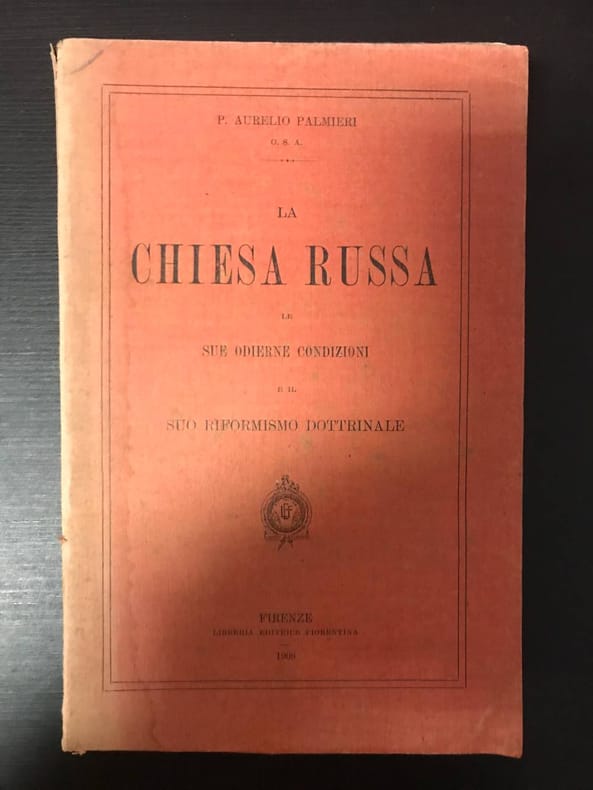 P. AURELIO PALMIERI
O. S. A.
LA
CHIESA RUSSA
LE
SUE ODIERNE CONDIZIONI
E IL
SUO RIFORMISMO DOTTRINALE
FIRENZE
LIBRERIA EDITRICE FIORENTINA